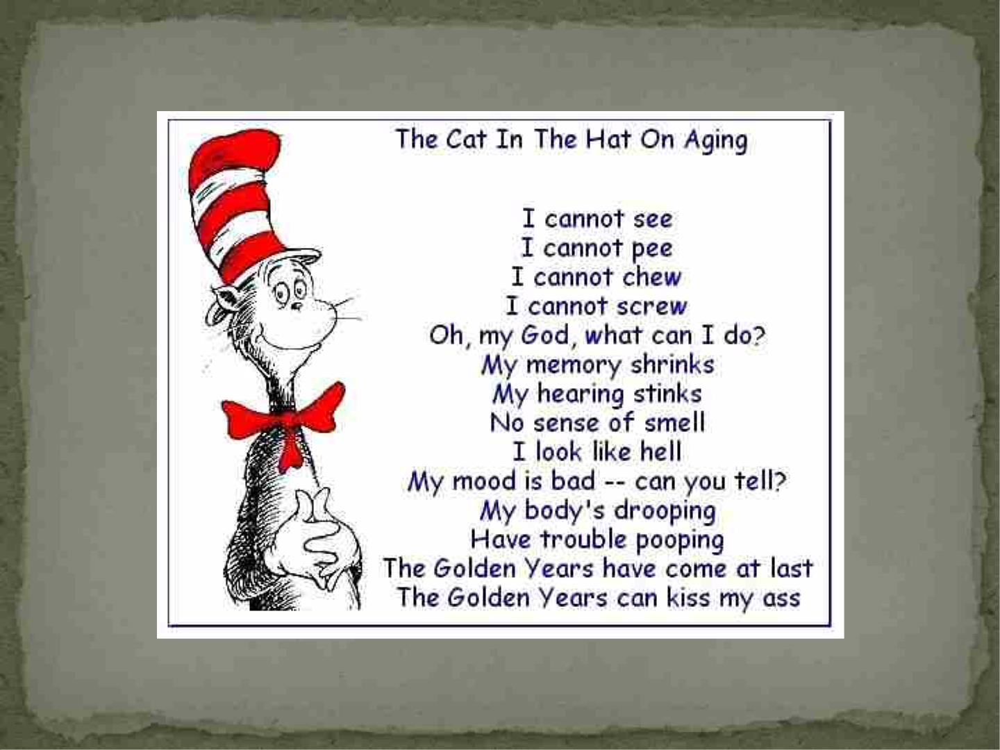 The Cat In The Hat On Aging
I cannot see
I cannot pee
I cannot chew
I cannot screw
Oh, my God, what can I do?
My memory shrinks
My hearing stinks
No sense of smell
I look like hell
My mood is bad -- can you tell?
My body's drooping
Have trouble pooping
The Golden Years have come at last
The Golden Years can kiss my ass